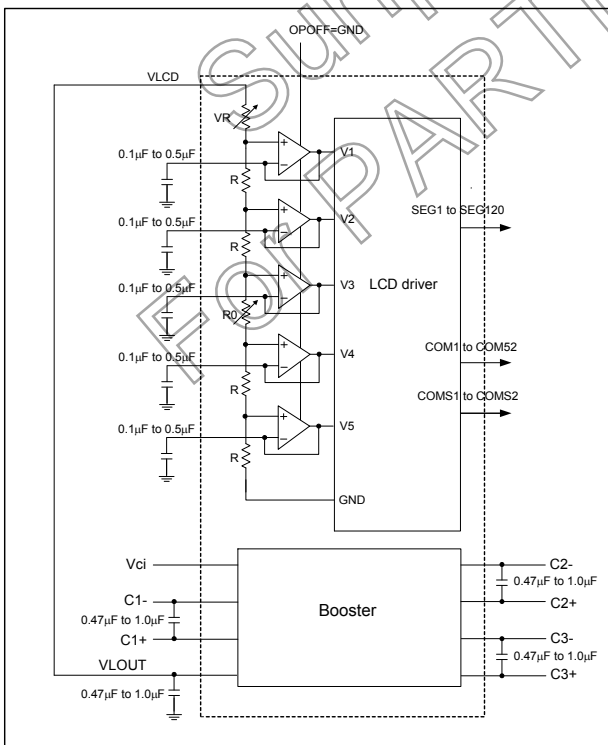 OPOFF=GND
VLCD
VR
0.1µF to 0.5µF
V1
R
0.1µF to 0.5µF
V2
SEG1 to SEG120
R
0.1µF to 0.5µF
V3
LCD driver
R0
0.1µF to 0.5µF
V4
COM1 to COM52
R
COMS1 to COMS2
0.1µF to 0.5µF
V5
R
GND
Vci
C2-
0.47µF to 1.0µF
C1-
C2+
0.47µF to 1.0µF
Booster
C1+
C3-
VLOUT
0.47µF to 1.0µF
C3+
0.47µF to 1.0µF
For PARTI